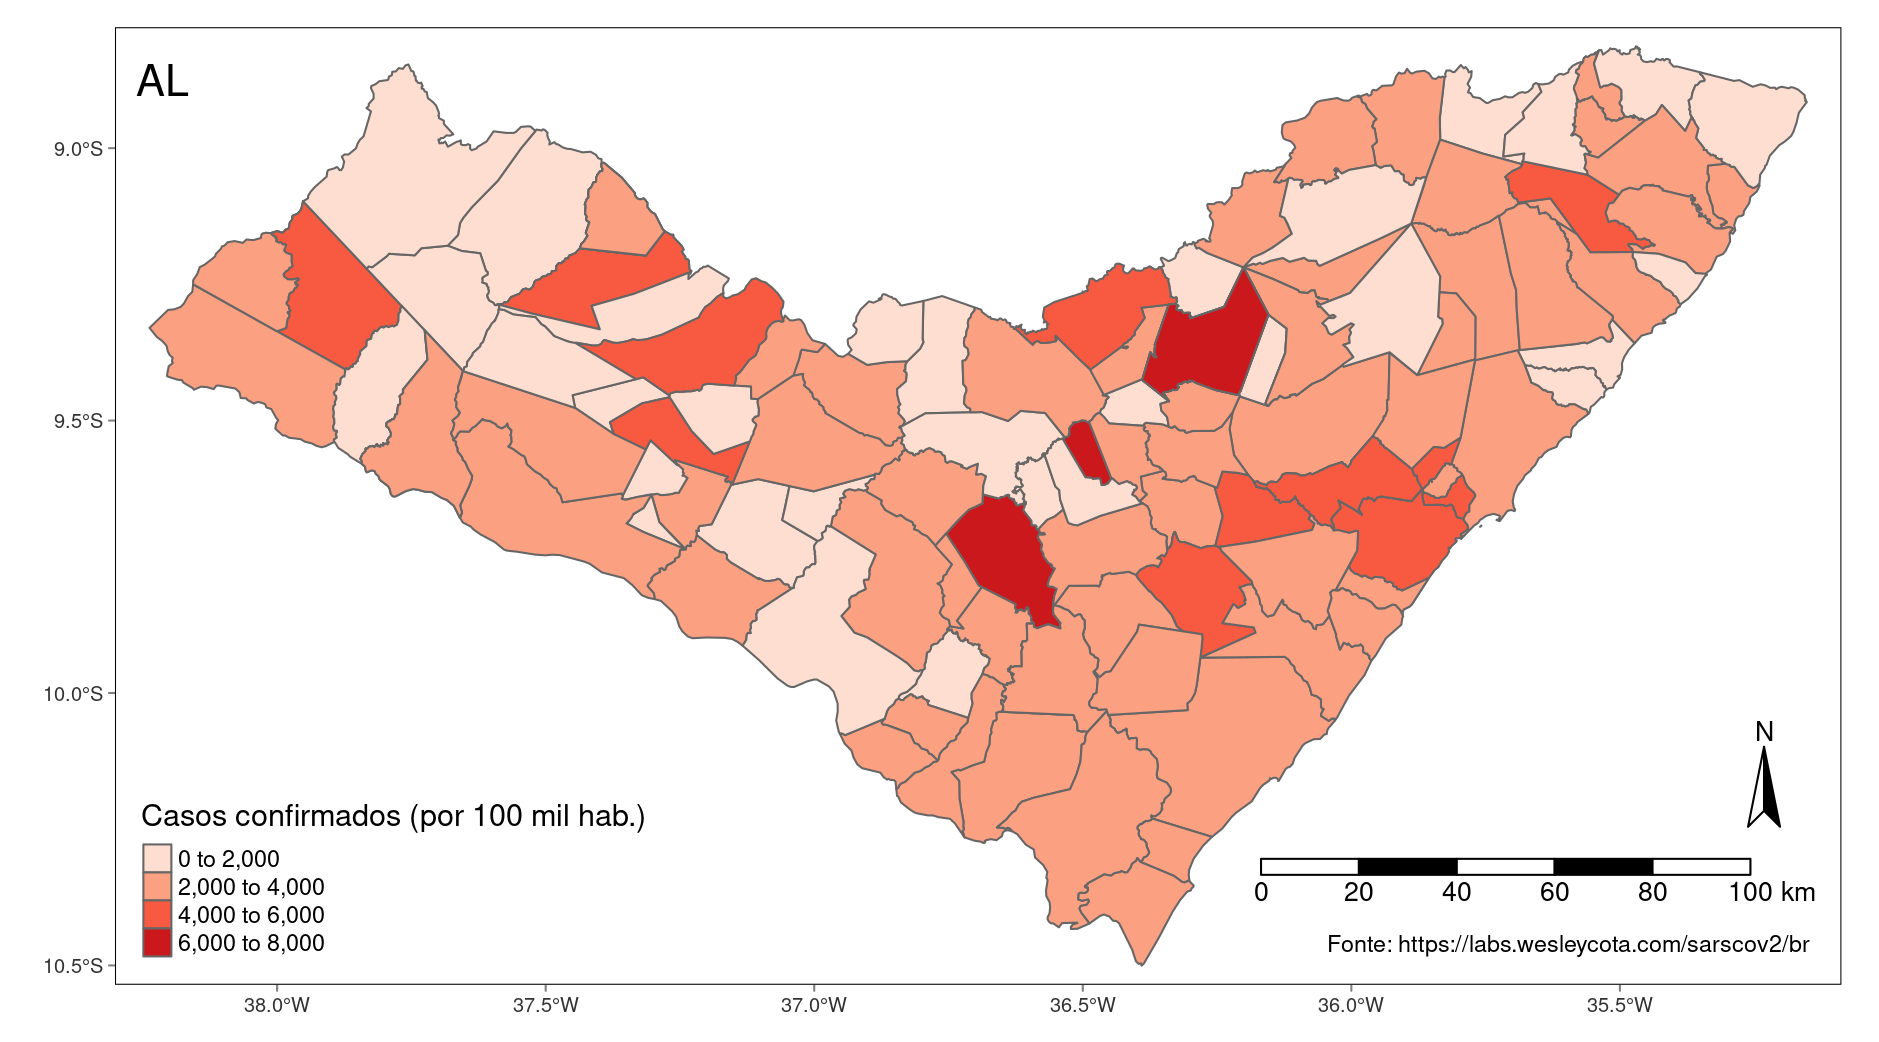 AL
9.0°S
9.5°S
10.0°S
10.5°S
N
Casos confirmados (por 100 mil hab.)
0 to 2,000
2,000 to 4,000
4,000 to 6,000
6,000 to 8,000
0 20 40 60 80 100 km
Fonte: https://labs.wesleycota.com/sarscov2/br
38.0°W 37.5°W 37.0°W 36.5°W 36.0°W 35.5°W